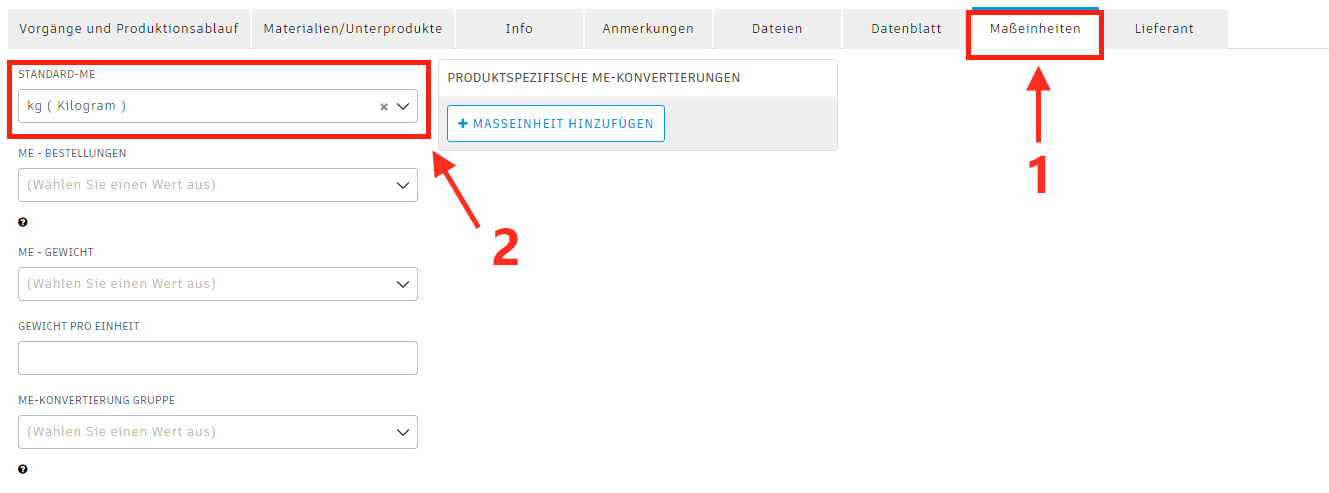 Vorgänge und Produktionsablauf
Materialien/Unterprodukte
Info
Anmerkungen
Dateien
Datenblatt
Maßeinheiten
Lieferant
STANDARD-ME
kg ( Kilogram )
PRODUKTSPEZIFISCHE ME-KONVERTIERUNGEN
+ MASSEINHEIT HINZUFÜGEN
1
2
ME - BESTELLUNGEN
(Wählen Sie einen Wert aus)
ME - GEWICHT
(Wählen Sie einen Wert aus)
GEWICHT PRO EINHEIT
ME-KONVERTIERUNG GRUPPE
(Wählen Sie einen Wert aus)